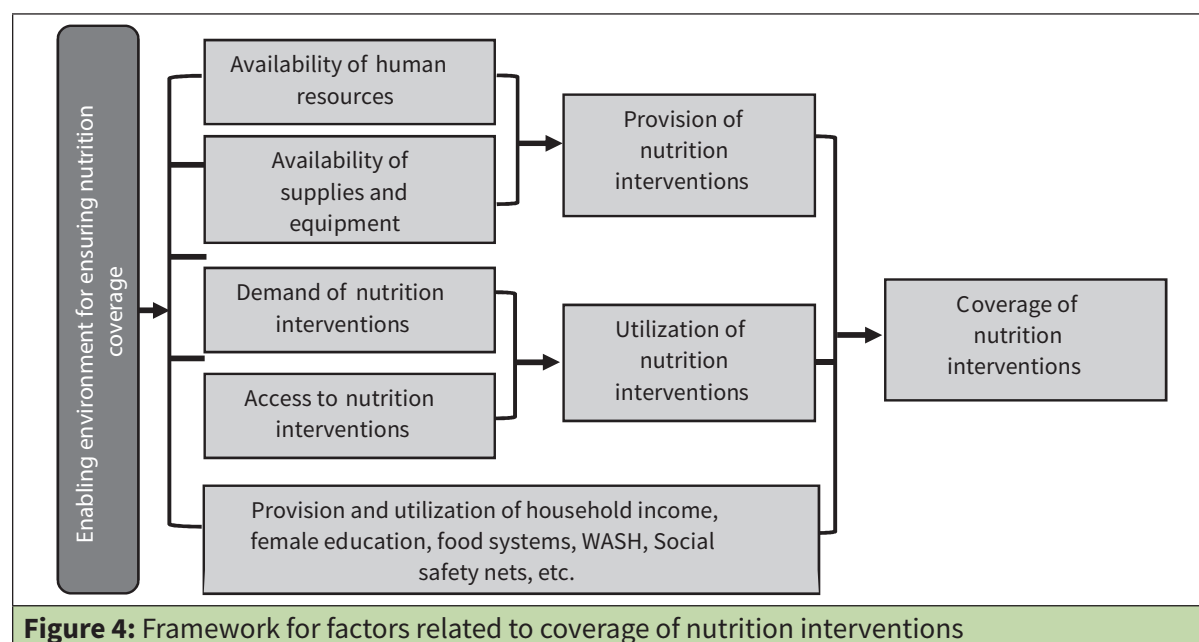 Enabling environment for ensuring nutrition
coverage
Availability of human
resources
Availability of
supplies and
equipment
Demand of nutrition
interventions
Access to nutrition
interventions
Provision and utilization of household income,
female education, food systems, WASH, Social
safety nets, etc.
Provision of
nutrition
interventions
Utilization of
nutrition
interventions
Coverage of
nutrition
interventions
Figure 4: Framework for factors related to coverage of nutrition interventions